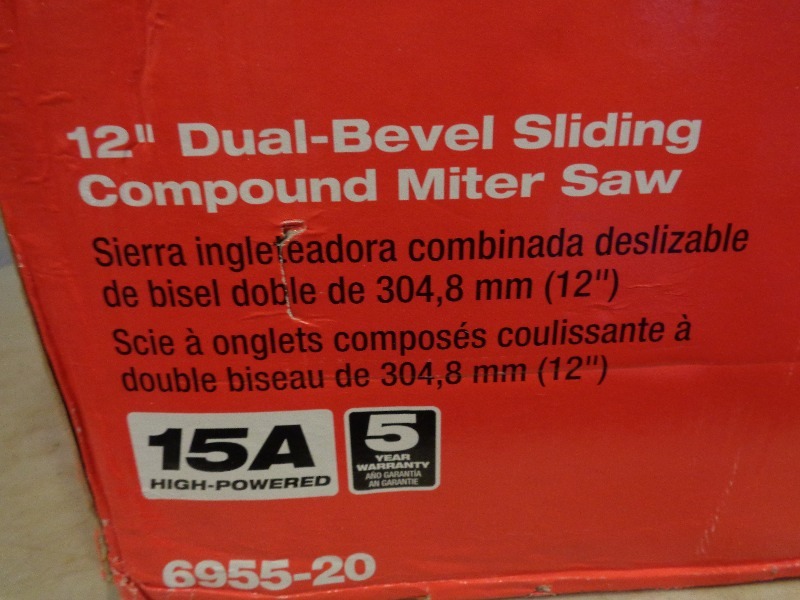 12" Dual-Bevel Sliding
Compound Miter Saw
Sierra ingleteadora combinada deslizable
de bisel doble de 304,8 mm (12")
Scie à onglets composés coulissante à
double biseau de 304,8 mm (12")
15A
HIGH-POWERED
5
YEAR
WARRANTY
AÑO GARANTÍA
AN GARANTIE
6955-20